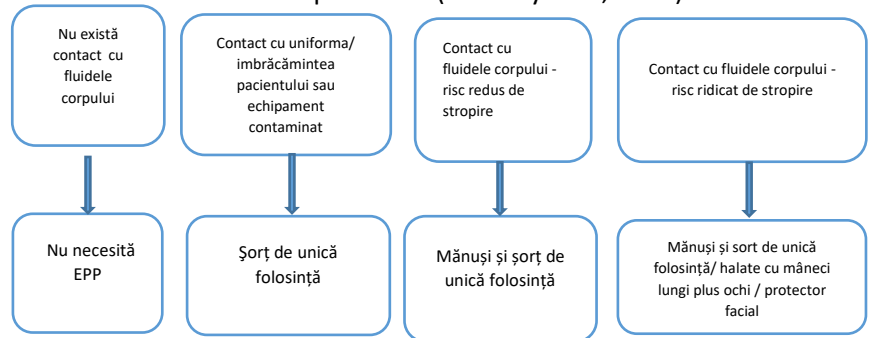 Nu există
contact cu
fluidele
corpului
Contact cu uniforma/
imbrăcămintea
pacientului sau
echipament
contaminat
Contact cu
fluidele corpului -
risc redus de
stropire
Contact cu fluidele corpului -
risc ridicat de stropire
Nu necesită
EPP
Şorț de unică
folosință
Mănuși și șorț de
unică folosință
Mănuși și sort de unică
folosință/ halate cu mâneci
lungi plus ochi / protector
facial